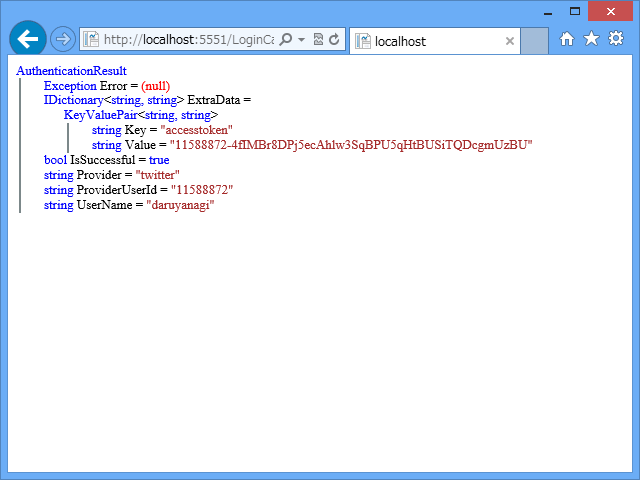 http://localhost:5551/LoginCa
localhost
AuthenticationResult
Exception Error = (null)
IDictionary<string, string> ExtraData =
KeyValuePair<string, string>
string Key = "accesstoken"
string Value = "11588872-4fIMBr8DPj5ecAhlw3SqBPU5qHtBUSiTQDcgmUzBU"
bool IsSuccessful = true
string Provider = "twitter"
string ProviderUserId = "11588872"
string UserName = "daruyanagi"